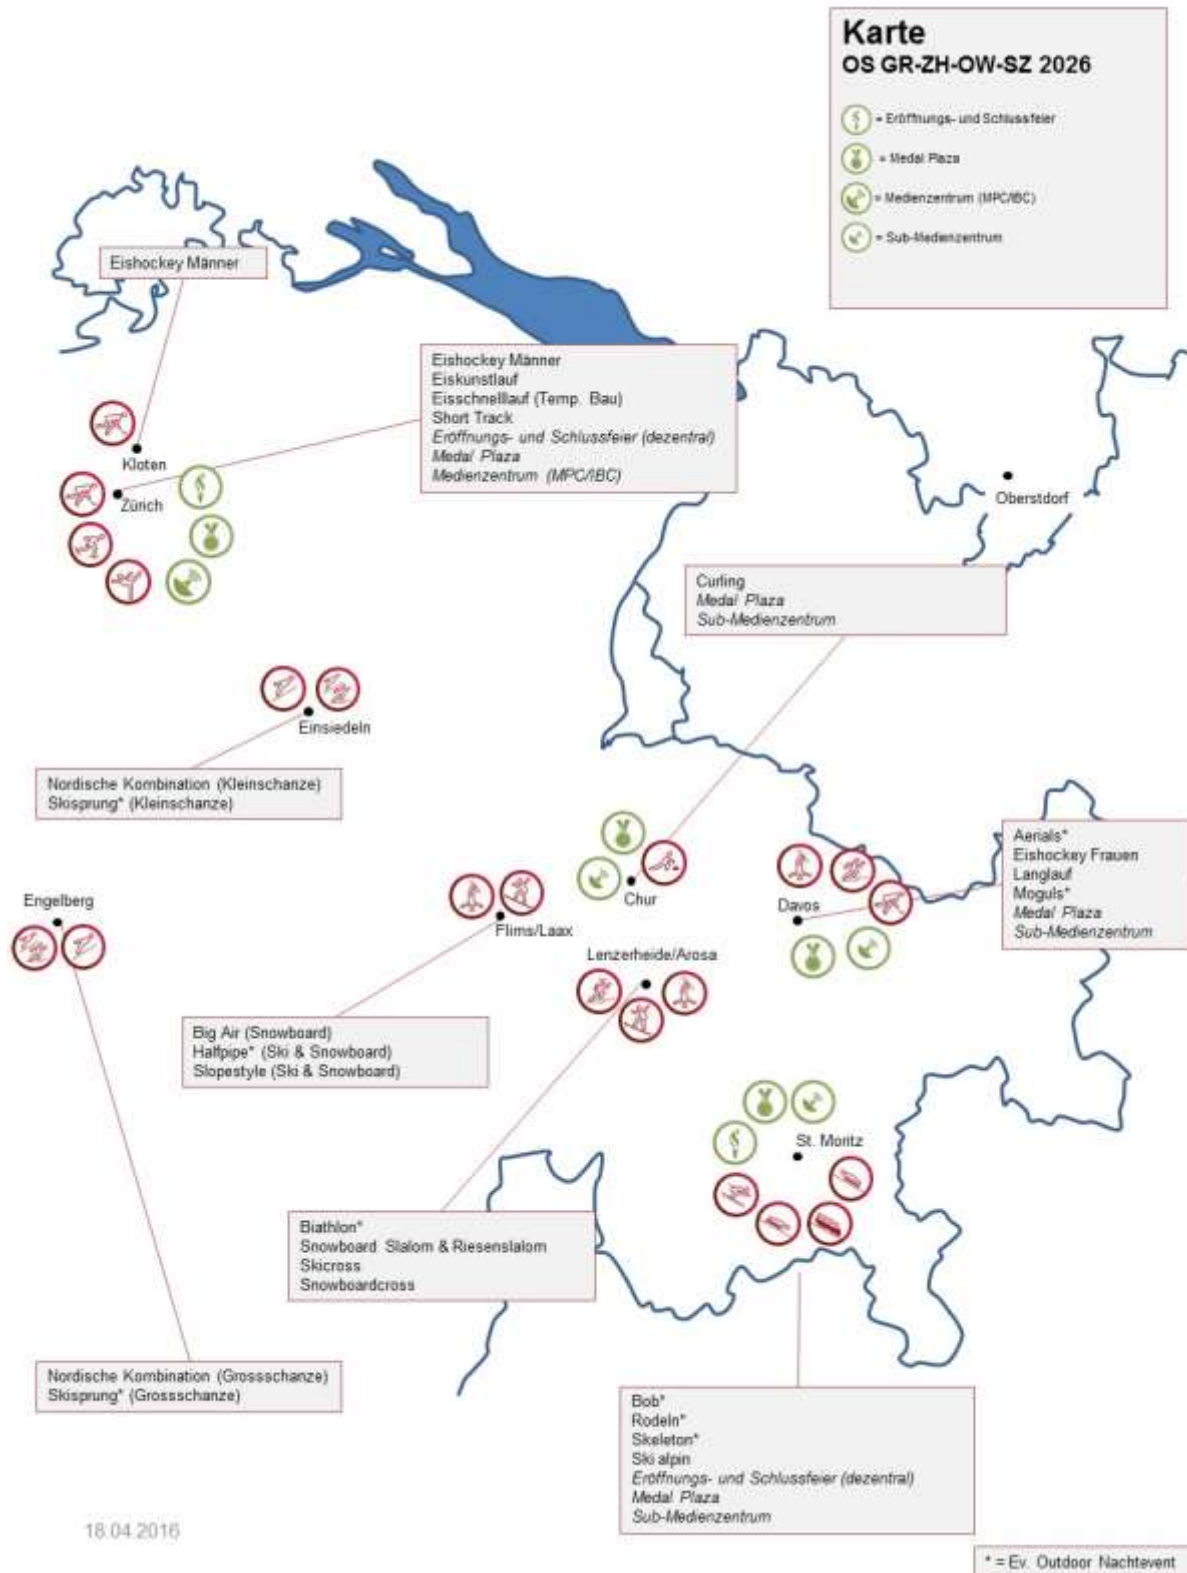 Karte
OS GR-ZH-OW-SZ 2026
= Eröffnungs- und Schlussfeier
= Medal Plaza
= Medienzentrum (MPC/IBC)
= Sub-Medienzentrum
Eishockey Männer
Eishockey Männer
Eiskunstlauf
Eisschnelllauf (Temp. Bau)
Short Track
Eröffnungs- und Schlussfeier (dezentral)
Medal Plaza
Medienzentrum (MPC/IBC)
Kloten
Zürich
Oberstdorf
Curling
Medal Plaza
Sub-Medienzentrum
Einsiedeln
Nordische Kombination (Kleinschanze)
Skisprung* (Kleinschanze)
Aerials*
Eishockey Frauen
Langlauf
Moguls*
Medal Plaza
Sub-Medienzentrum
Engelberg
Flims/Laax
Chur
Davos
Lenzerheide/Arosa
Big Air (Snowboard)
Halfpipe* (Ski & Snowboard)
Slopestyle (Ski & Snowboard)
St. Moritz
Biathlon*
Snowboard Slalom & Riesenslalom
Skicross
Snowboardcross
Nordische Kombination (Grossschanze)
Skisprung* (Grossschanze)
Bob*
Rodeln*
Skeleton*
Ski alpin
Eröffnungs- und Schlussfeier (dezentral)
Medal Plaza
Sub-Medienzentrum
18.04.2016
* = Ev. Outdoor Nachtevent